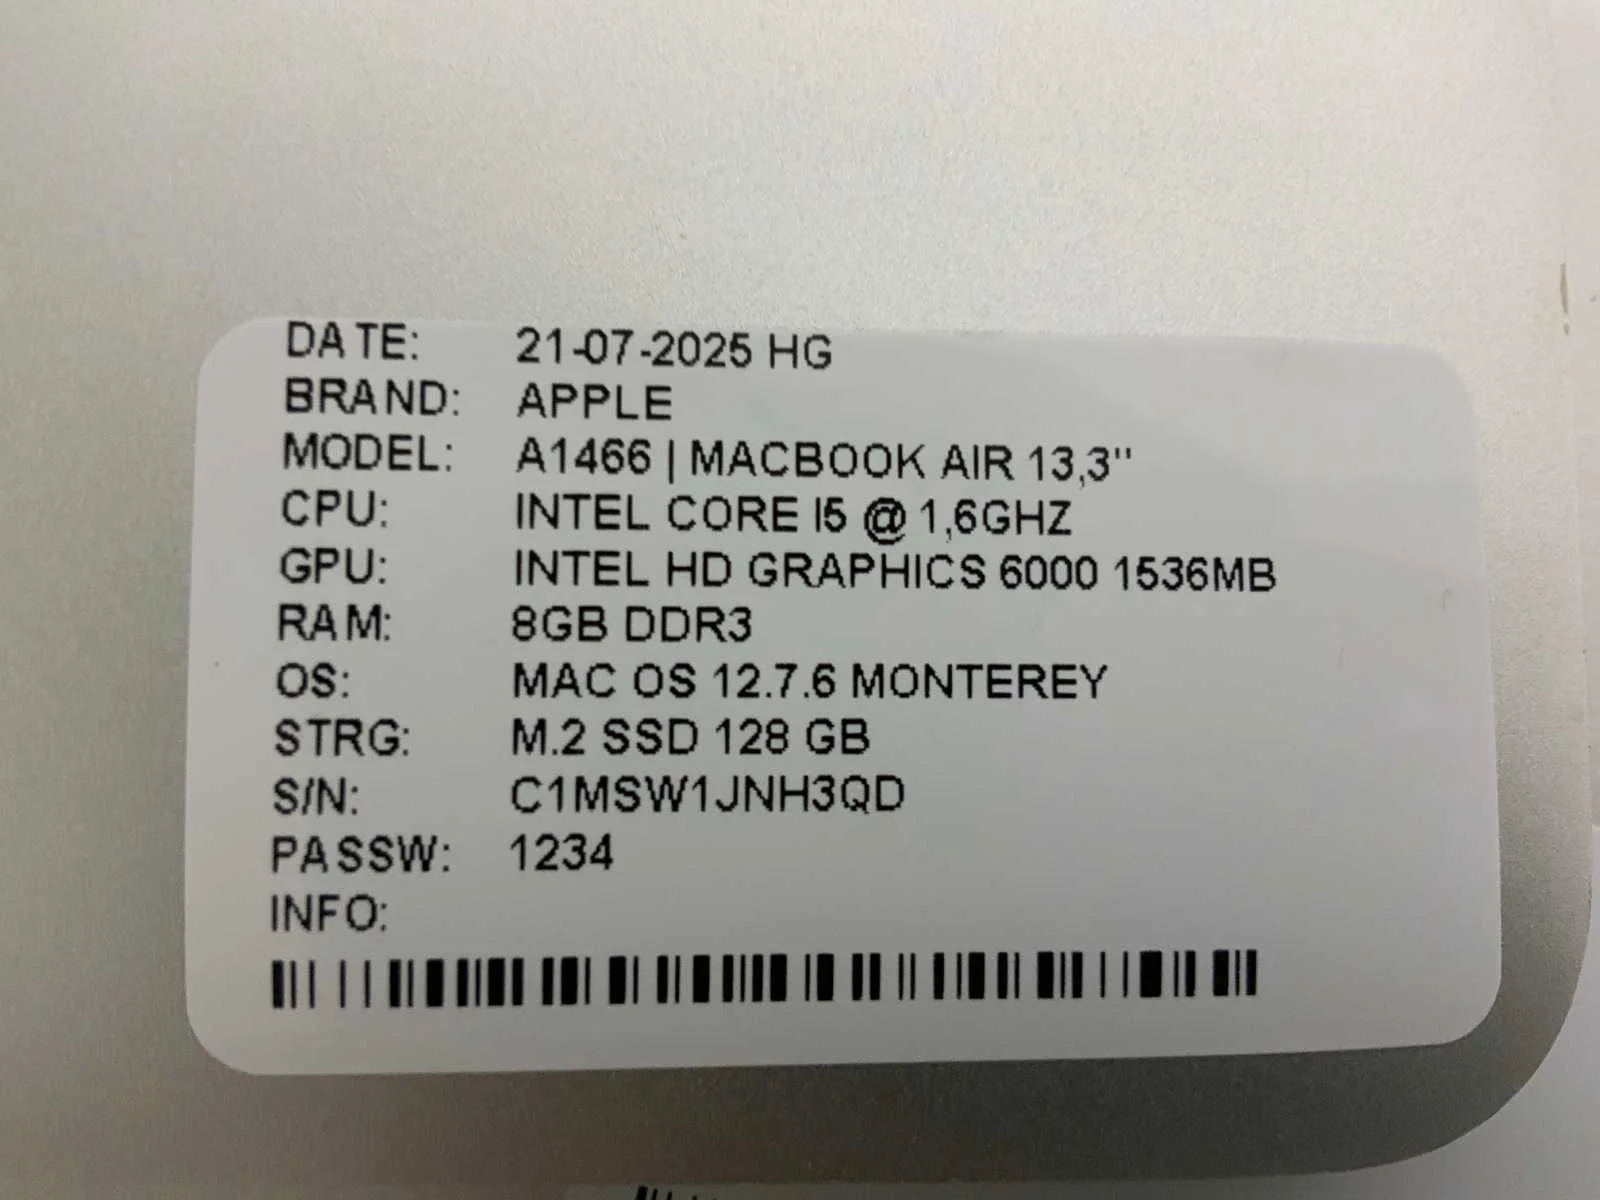 DATE: 21-07-2025 HG
BRAND: APPLE
MODEL: A1466 | MACBOOK AIR 13,3"
CPU: INTEL CORE I5 @ 1,6GHZ
GPU: INTEL HD GRAPHICS 6000 1536MB
RAM: 8GB DDR3
OS: MAC OS 12.7.6 MONTEREY
STRG: M.2 SSD 128 GB
S/N: C1MSW1JNH3QD
PASSW: 1234
INFO: